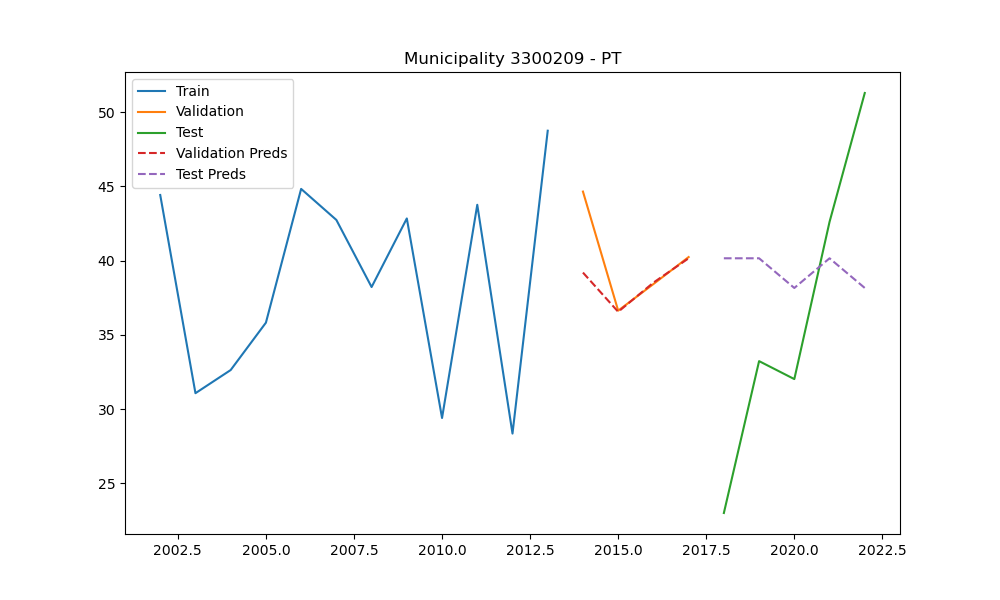 Municipality 3300209 - PT
Train
Validation
Test
Validation Preds
Test Preds
50
45
40
35
30
25
2002.5 2005.0 2007.5 2010.0 2012.5 2015.0 2017.5 2020.0 2022.5